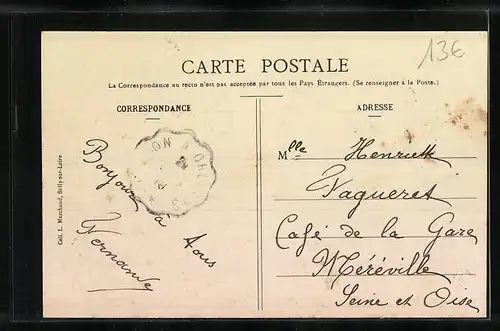 136
CARTE POSTALE
La Correspondance au recto n'est pas acceptée par tous les Pays Étrangers. (Se renseigner à la Poste.)
CORRESPONDANCE
Bonjour
à tous
Fernande
Coll. L. Marchand, Sully-sur-Loire
ADRESSE
Mlle Henriette
Vagueret
Café de la Gare
Méréville
Seine et Oise